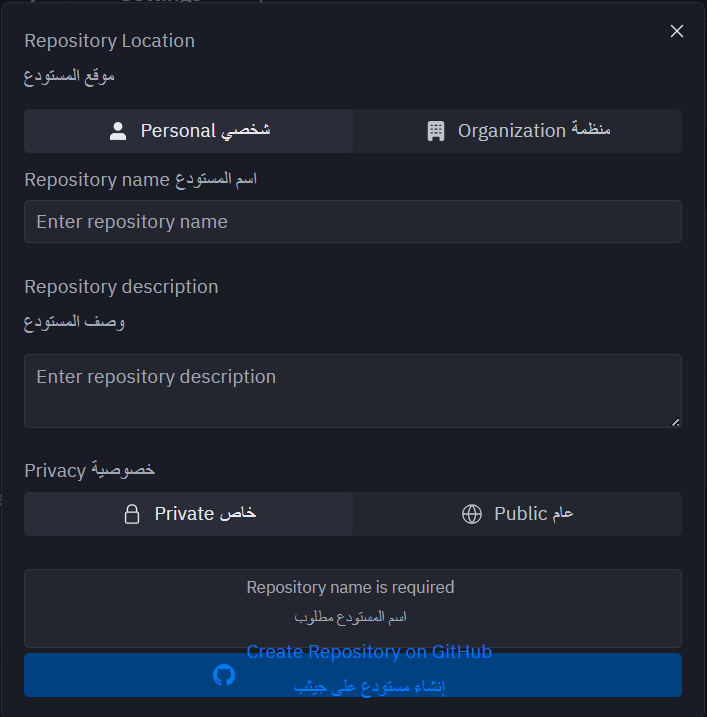 Repository Location
موقع المستودع
Personal شخصي
Organization منظمة
Repository name اسم المستودع
Enter repository name
Repository description
وصف المستودع
Enter repository description
Privacy خصوصية
Private خاص
Public عام
Repository name is required
اسم المستودع مطلوب
Create Repository on GitHub
إنشاء مستودع على جيثب